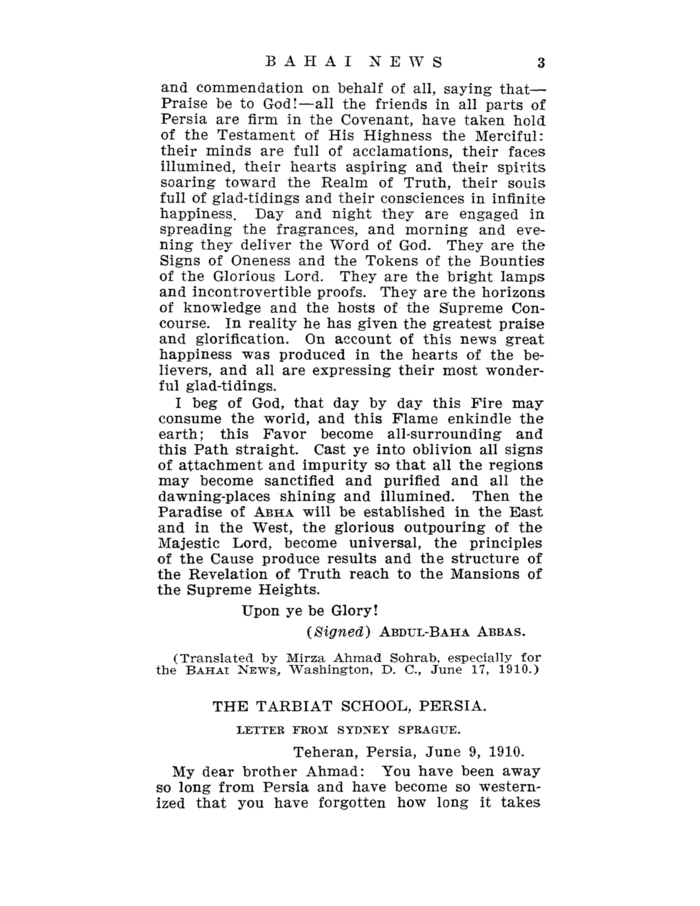 BAHAI NEWS 3
and commendation on behalf of all, saying that—
Praise be to God!—all the friends in all parts of
Persia are firm in the Covenant, have taken hold
of the Testament of His Highness the Merciful:
their minds are full of acclamations, their faces
illumined, their hearts aspiring and their spirits
soaring toward the Realm of Truth, their souls
full of glad-tidings and their consciences in infinite
happiness. Day and night they are engaged in
spreading the fragrances, and morning and eve-
ning they deliver the Word of God. They are the
Signs of Oneness and the Tokens of the Bounties
of the Glorious Lord. They are the bright lamps
and incontrovertible proofs. They are the horizons
of knowledge and the hosts of the Supreme Con-
course. In reality he has given the greatest praise
and glorification. On account of this news great
happiness was produced in the hearts of the be-
lievers, and all are expressing their most wonder-
ful glad-tidings.
I beg of God, that day by day this Fire may
consume the world, and this Flame enkindle the
earth; this Favor become all-surrounding and
this Path straight. Cast ye into oblivion all signs
of attachment and impurity so that all the regions
may become sanctified and purified and all the
dawning-places shining and illumined. Then the
Paradise of ABHA will be established in the East
and in the West, the glorious outpouring of the
Majestic Lord, become universal, the principles
of the Cause produce results and the structure of
the Revelation of Truth reach to the Mansions of
the Supreme Heights.
Upon ye be Glory!
(Signed) ABDUL-BAHA ABBAS.
(Translated by Mirza Ahmad Sohrab, especially for
the BAHAI NEWS, Washington, D. C., June 17, 1910.)
THE TARBIAT SCHOOL, PERSIA.
LETTER FROM SYDNEY SPRAGUE.
Teheran, Persia, June 9, 1910.
My dear brother Ahmad: You have been away
so long from Persia and have become so western-
ized that you have forgotten how long it takes